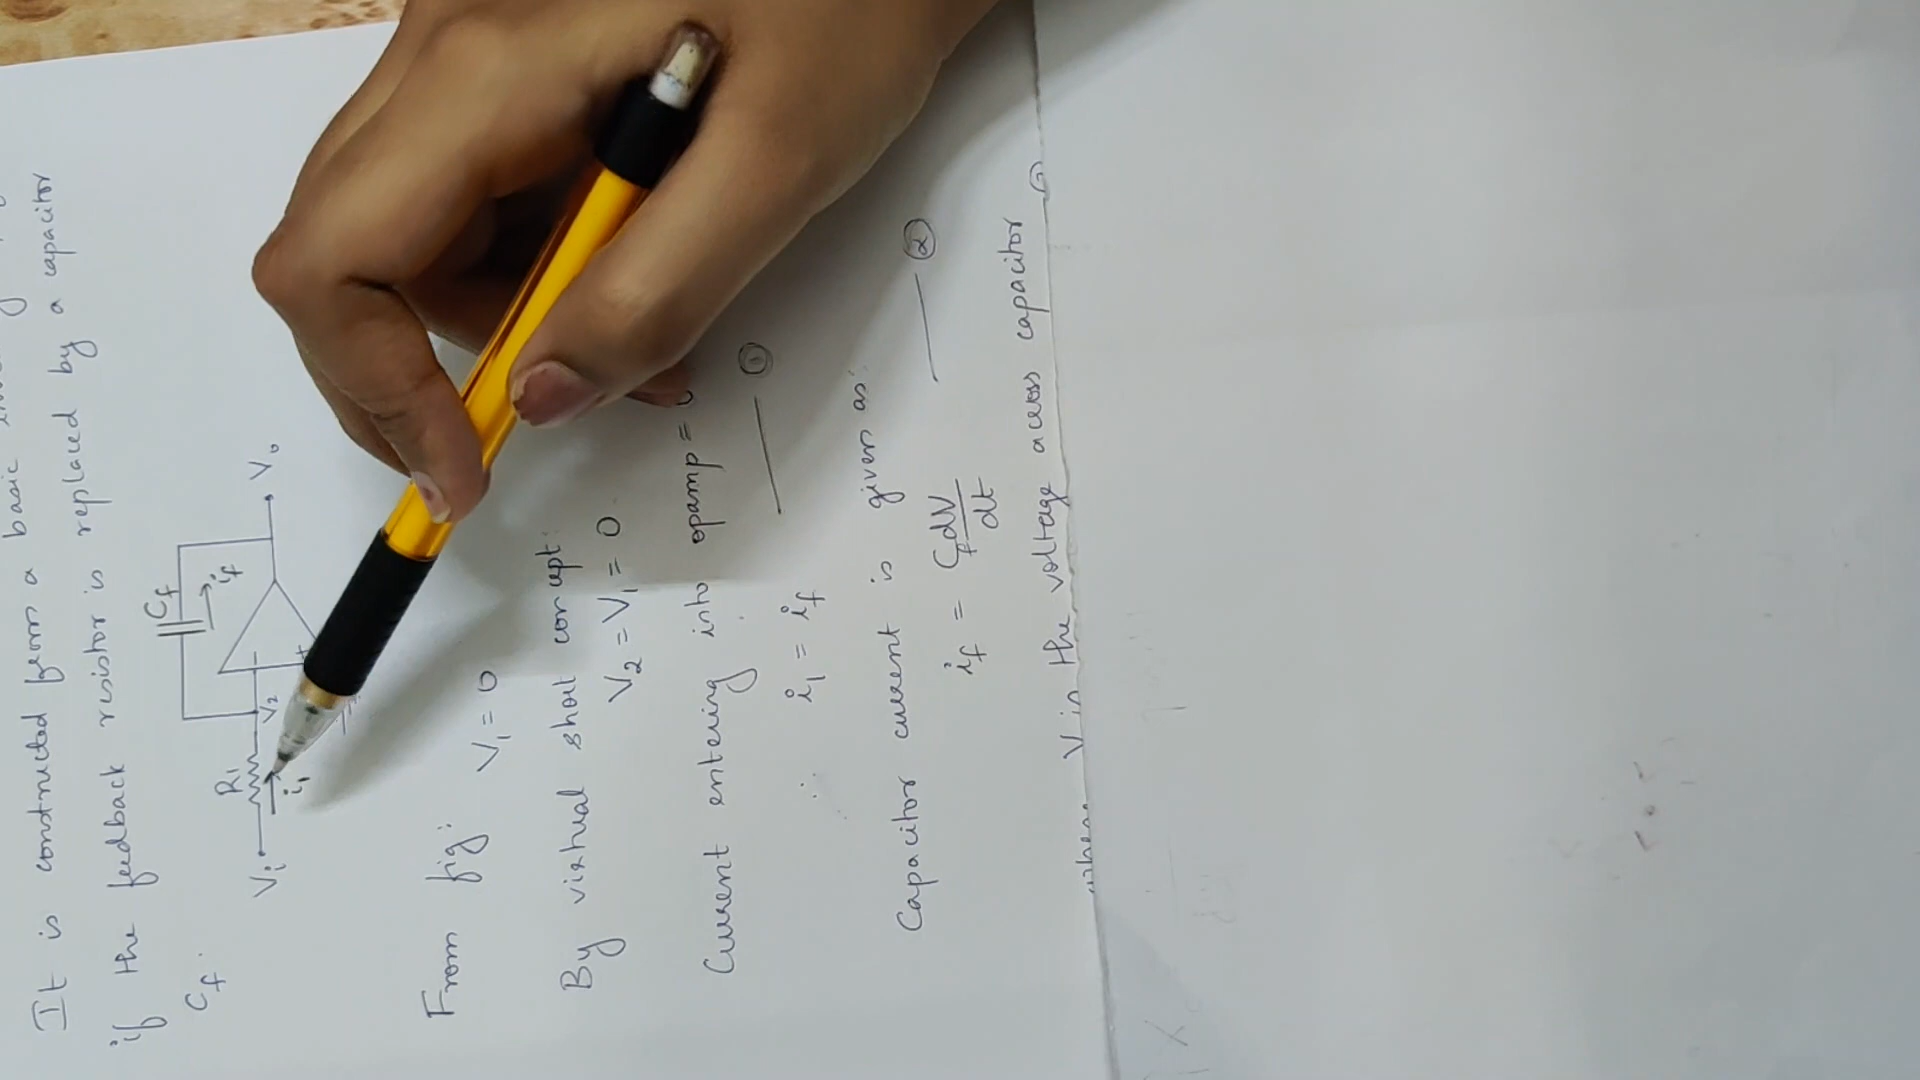 It is constructed from a basic
if the feedback resistor is replaced by a capacitor
Cf.
Cf
if
R1
Vi
V2
Vo
i1
−
+
From fig: V1 = 0
By virtual short concept:
V2 = V1 = 0
Current entering into opamp =
∴ i1 = if —— ①
Capacitor current is given as:
if = Cf dV/dt —— ②
V is the voltage across capacitor